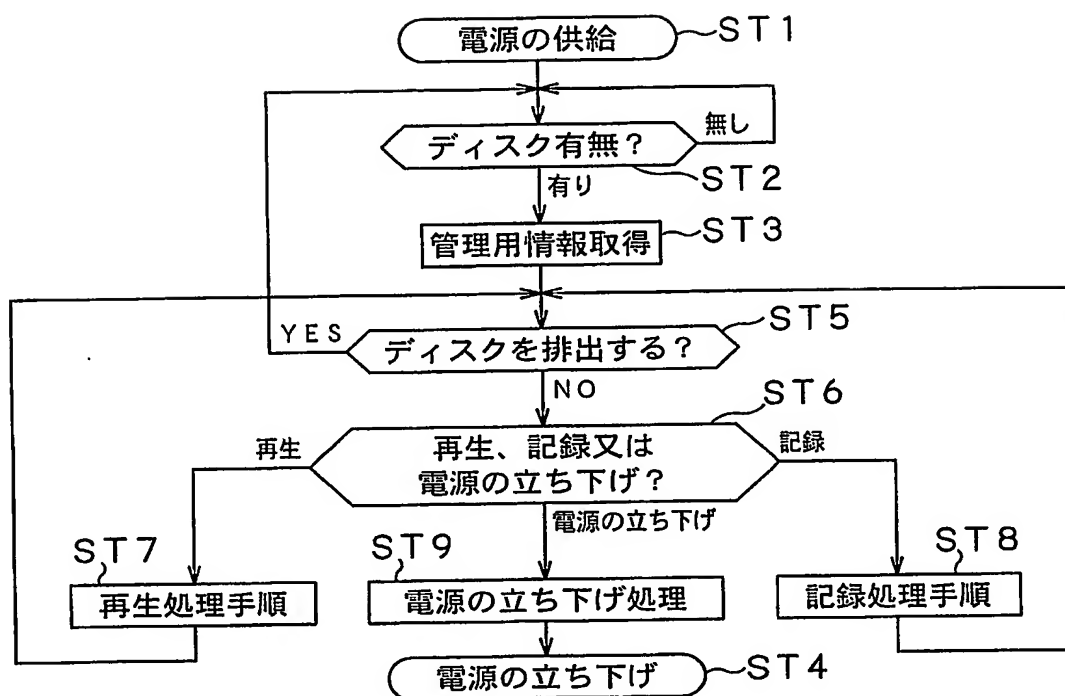 電源の供給 ST1
無し
ディスク有無?
ST2
有り
管理用情報取得 ST3
ST5
YES
ディスクを排出する?
NO
ST6
再生
再生、記録又は
電源の立ち下げ?
記録
電源の立ち下げ
ST7
ST9
ST8
再生処理手順
電源の立ち下げ処理
記録処理手順
電源の立ち下げ ST4